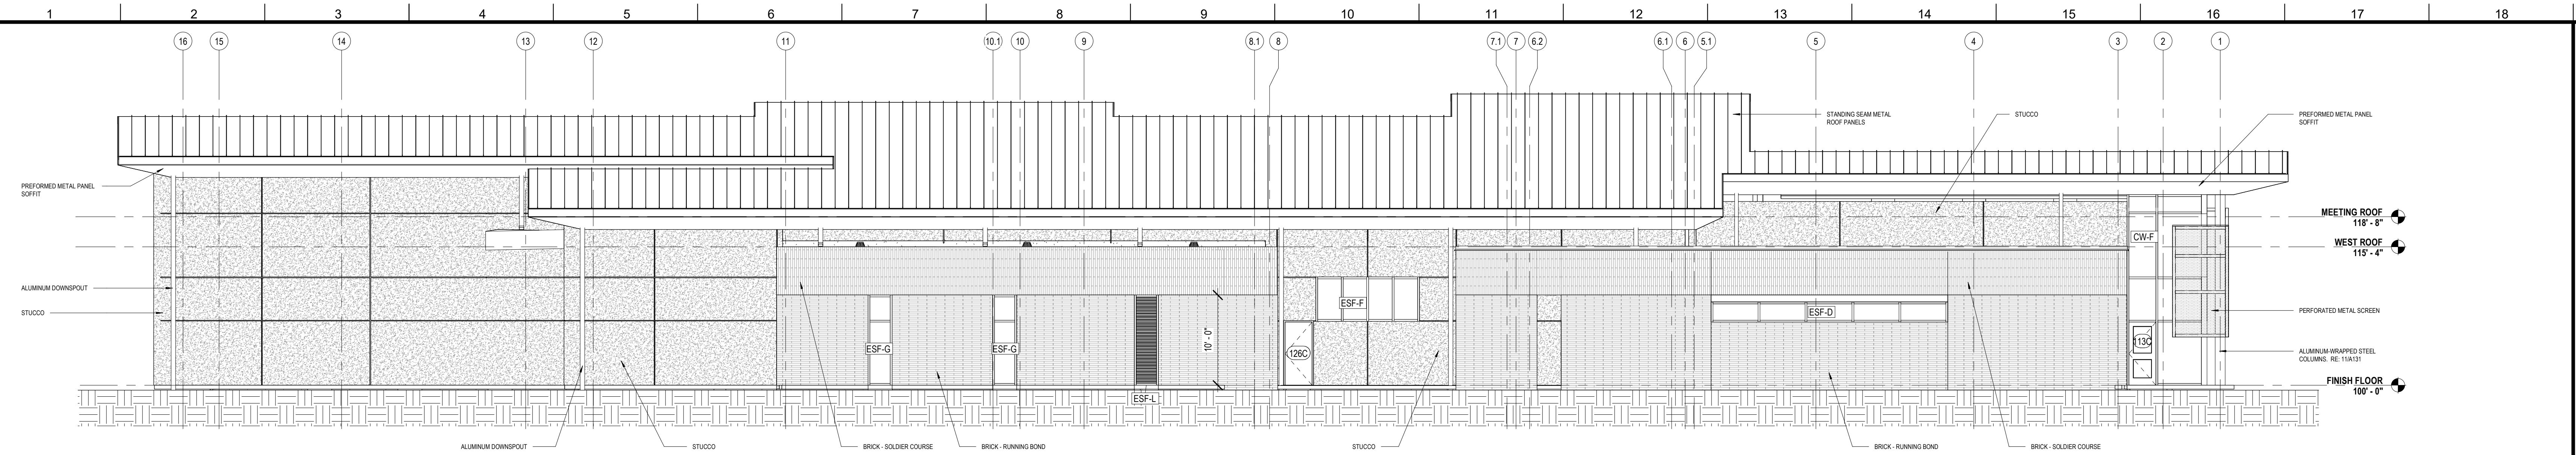 1 2 3 4 5 6 7 8 9 10 11 12 13 14 15 16 17 18
16 15 14 13 12 11 10.1 10 9 8.1 8 7.1 7 6.2 6.1 6 5.1 5 4 3 2 1
STANDING SEAM METAL
ROOF PANELS
STUCCO
PREFORMED METAL PANEL
SOFFIT
PREFORMED METAL PANEL
SOFFIT
MEETING ROOF
118' - 8"
CW-F
WEST ROOF
115' - 4"
ALUMINUM DOWNSPOUT
STUCCO
ESF-F
ESF-D
PERFORATED METAL SCREEN
10' - 0"
ESF-G
ESF-G
126C
113C
ALUMINUM-WRAPPED STEEL
COLUMNS. RE: 11/A131
FINISH FLOOR
100' - 0"
ESF-L
ALUMINUM DOWNSPOUT
STUCCO
BRICK - SOLDIER COURSE
BRICK - RUNNING BOND
STUCCO
BRICK - RUNNING BOND
BRICK - SOLDIER COURSE